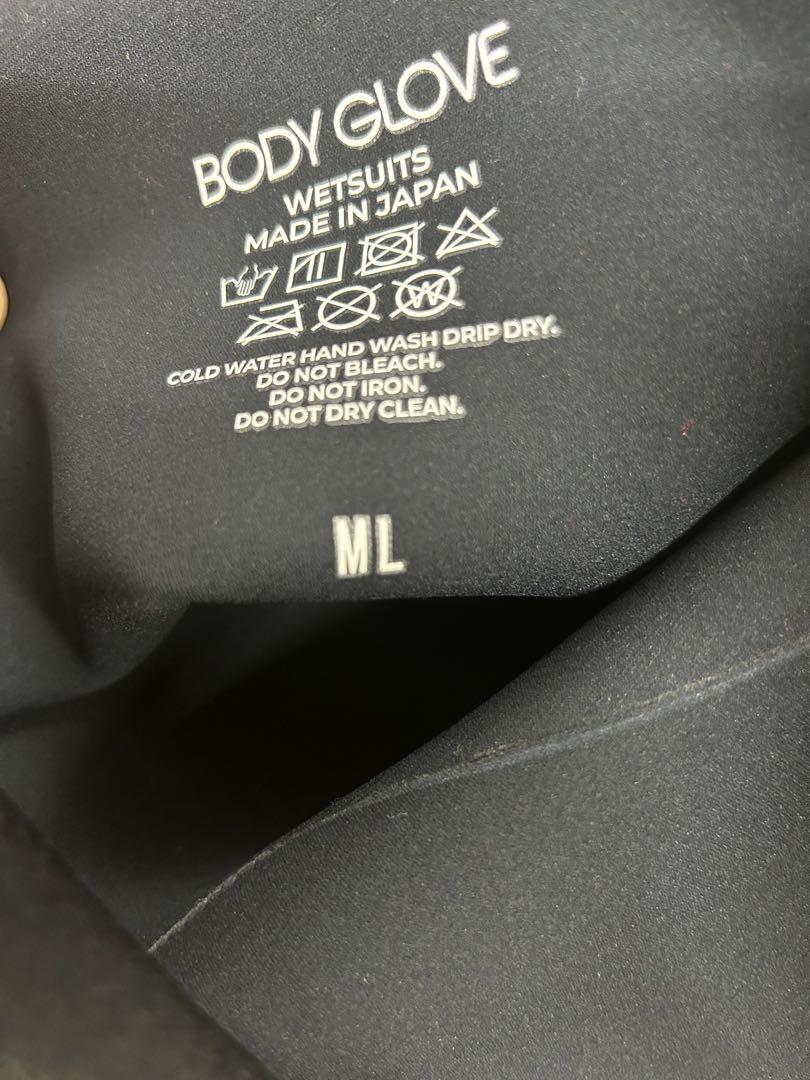 BODY GLOVE
WETSUITS
MADE IN JAPAN
W
COLD WATER HAND WASH DRIP DRY.
DO NOT BLEACH.
DO NOT IRON.
DO NOT DRY CLEAN.
ML